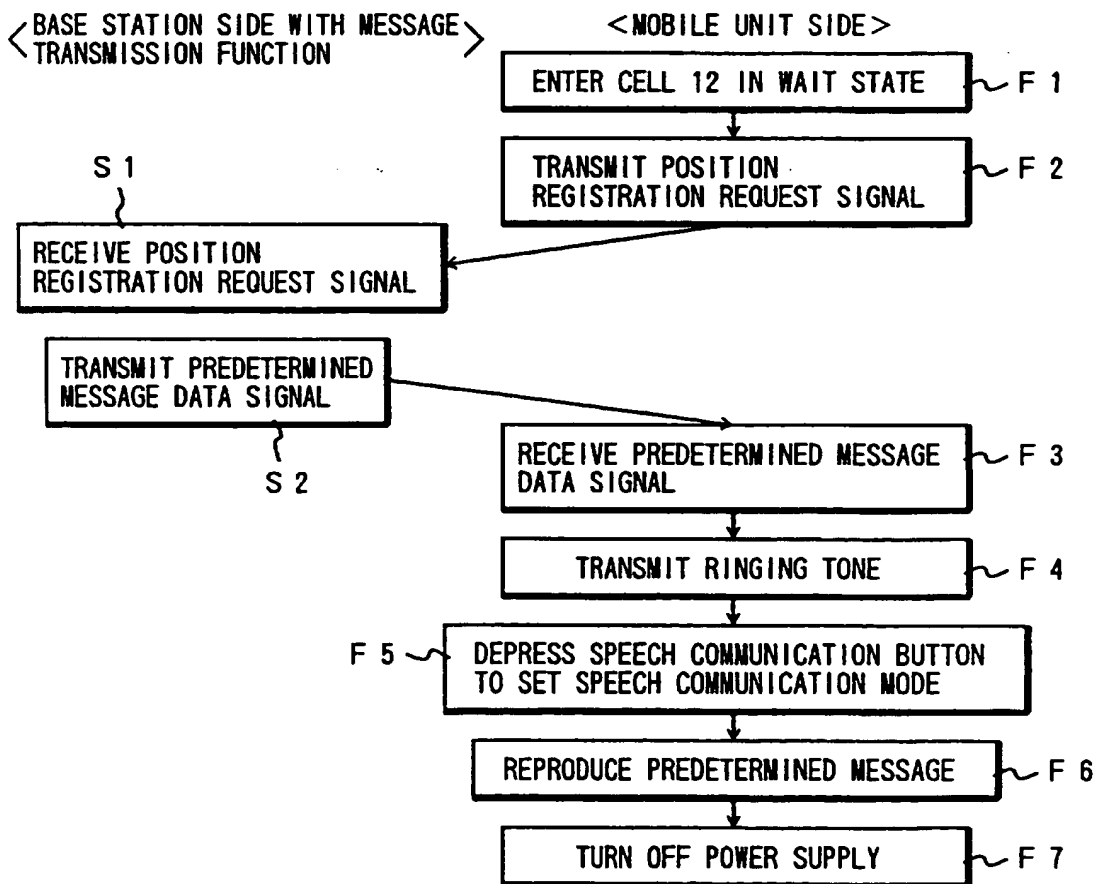 <BASE STATION SIDE WITH MESSAGE
TRANSMISSION FUNCTION>
<MOBILE UNIT SIDE>
ENTER CELL 12 IN WAIT STATE
F 1
TRANSMIT POSITION
REGISTRATION REQUEST SIGNAL
F 2
S 1
RECEIVE POSITION
REGISTRATION REQUEST SIGNAL
TRANSMIT PREDETERMINED
MESSAGE DATA SIGNAL
S 2
RECEIVE PREDETERMINED MESSAGE
DATA SIGNAL
F 3
TRANSMIT RINGING TONE
F 4
F 5
DEPRESS SPEECH COMMUNICATION BUTTON
TO SET SPEECH COMMUNICATION MODE
REPRODUCE PREDETERMINED MESSAGE
F 6
TURN OFF POWER SUPPLY
F 7